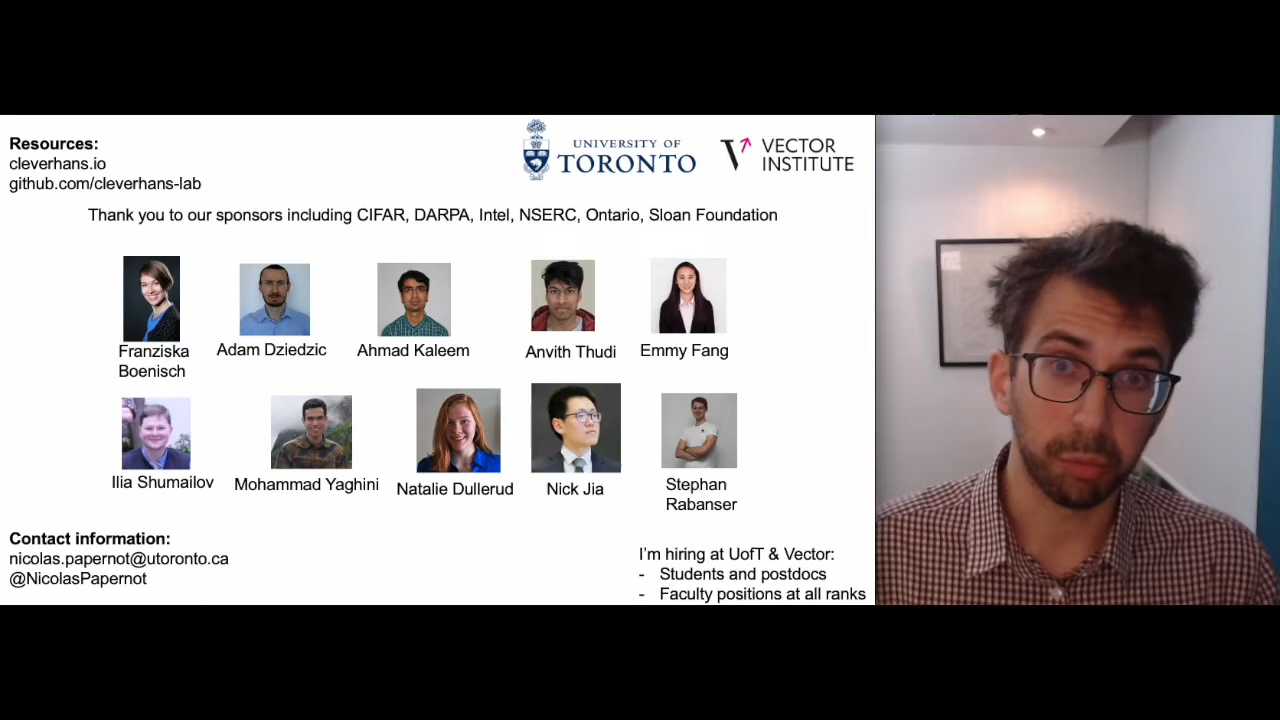 Resources:
cleverhans.io
github.com/cleverhans-lab
UNIVERSITY OF
TORONTO
VECTOR
INSTITUTE
Thank you to our sponsors including CIFAR, DARPA, Intel, NSERC, Ontario, Sloan Foundation
Franziska
Boenisch
Adam Dziedzic
Ahmad Kaleem
Anvith Thudi
Emmy Fang
Ilia Shumailov
Mohammad Yaghini
Natalie Dullerud
Nick Jia
Stephan
Rabanser
Contact information:
nicolas.papernot@utoronto.ca
@NicolasPapernot
I'm hiring at UofT & Vector:
- Students and postdocs
- Faculty positions at all ranks